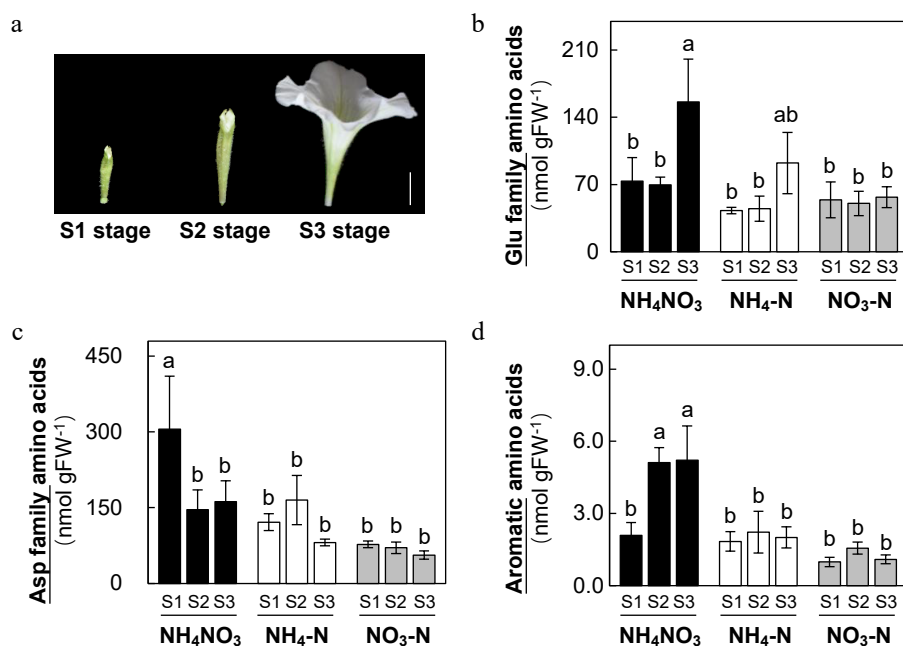 a
S1 stage S2 stage S3 stage
b
Glu family amino acids
(nmol gFW⁻¹)
210
140
70
0
b b a b b ab b b b
S1 S2 S3 S1 S2 S3 S1 S2 S3
NH₄NO₃ NH₄-N NO₃-N
c
Asp family amino acids
(nmol gFW⁻¹)
450
300
150
0
a b b b b b b b b
S1 S2 S3 S1 S2 S3 S1 S2 S3
NH₄NO₃ NH₄-N NO₃-N
d
Aromatic amino acids
(nmol gFW⁻¹)
9.0
6.0
3.0
0.0
b a a b b b b b b
S1 S2 S3 S1 S2 S3 S1 S2 S3
NH₄NO₃ NH₄-N NO₃-N